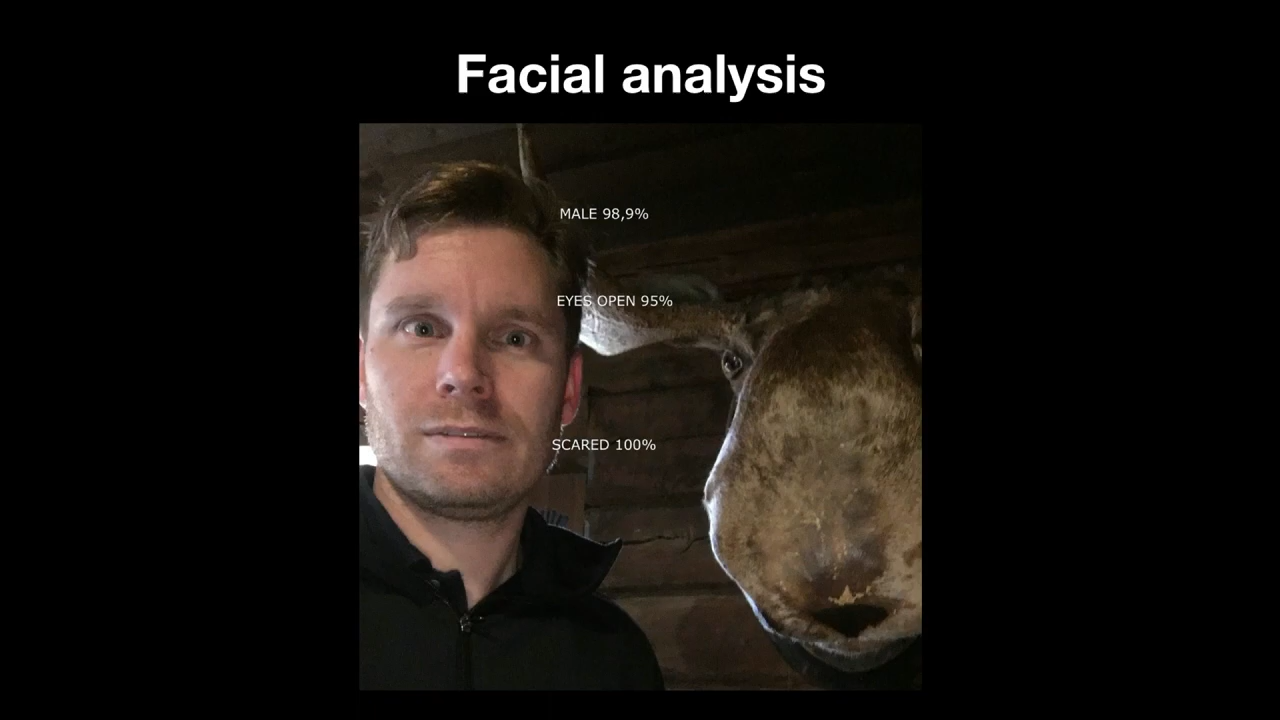 Facial analysis
MALE 98,9%
EYES OPEN 95%
SCARED 100%